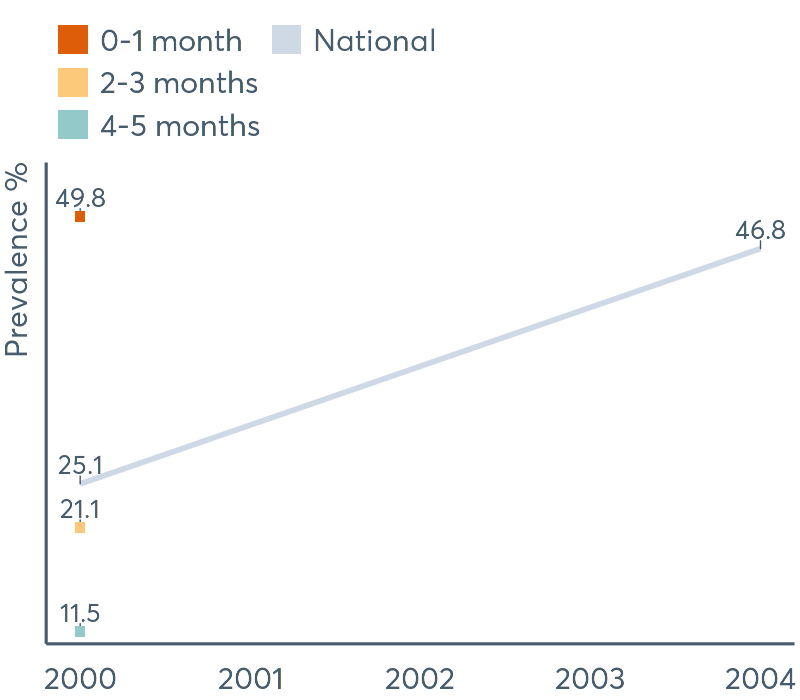 0-1 month
National
2-3 months
4-5 months
Prevalence %
49.8
46.8
25.1
21.1
11.5
2000 2001 2002 2003 2004